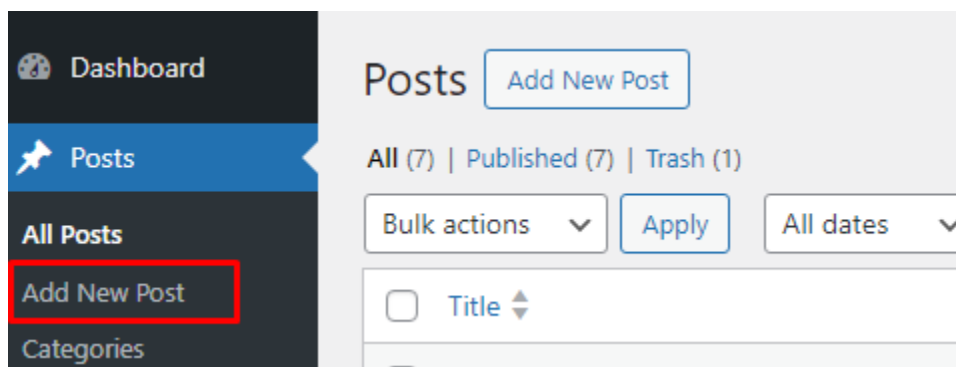 Dashboard
Posts
All Posts
Add New Post
Categories
Posts Add New Post
All (7) | Published (7) | Trash (1)
Bulk actions Apply All dates
Title